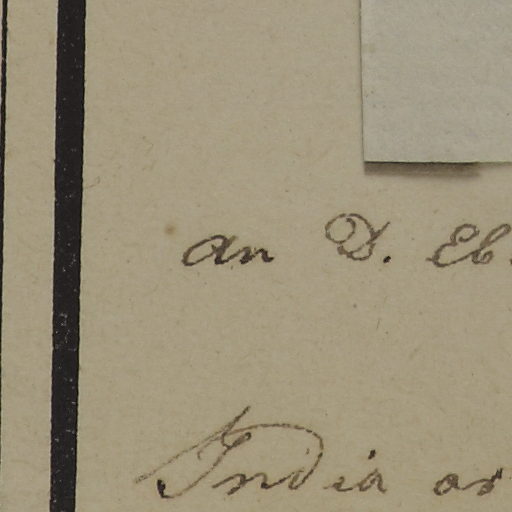 an D. Eb.
India or